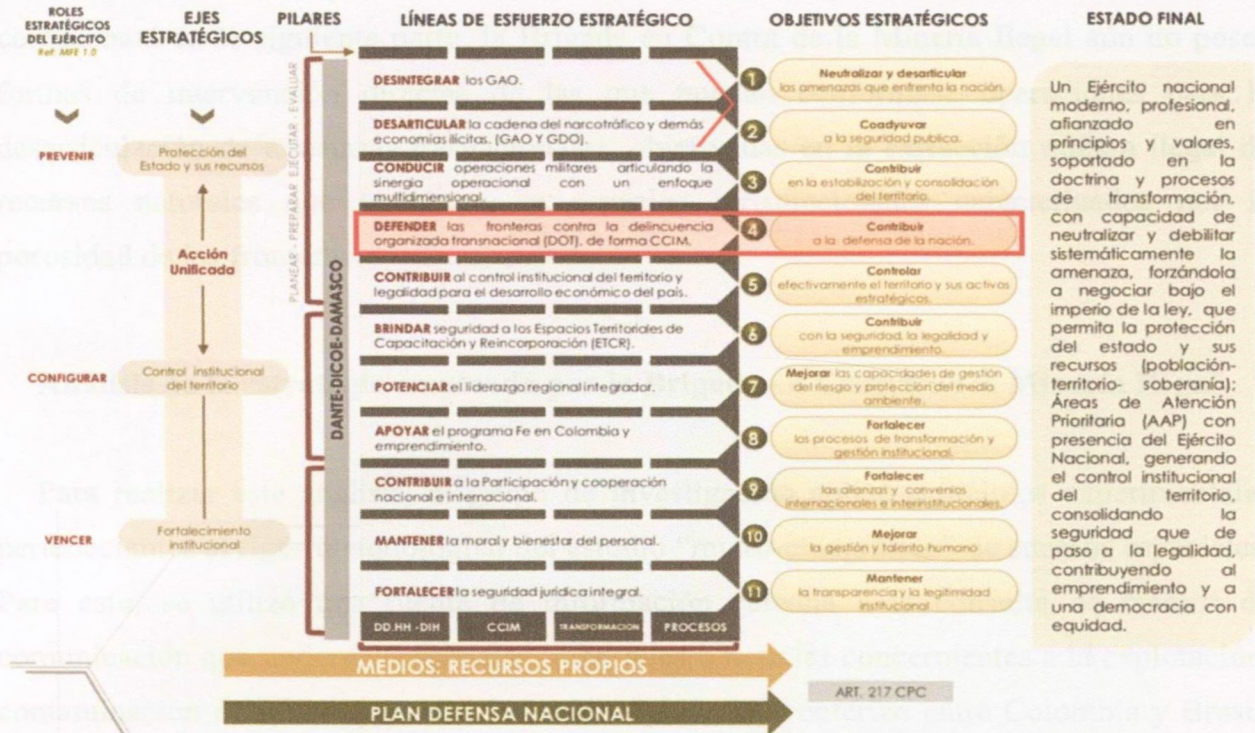 ROLES
ESTRATÉGICOS
DEL EJÉRCITO
Ref. MFE 1.0
EJES
ESTRATÉGICOS
PILARES
LÍNEAS DE ESFUERZO ESTRATÉGICO
OBJETIVOS ESTRATÉGICOS
ESTADO FINAL
PREVENIR
CONFIGURAR
VENCER
Protección del
Estado y sus recursos
Acción
Unificada
Control institucional
del territorio
Fortalecimiento
institucional
PLANEAR - PREPARAR EJECUTAR - EVALUAR
DANTE-DICOE-DAMASCO
DESINTEGRAR los GAO.
DESARTICULAR la cadena del narcotráfico y demás
economías ilícitas. (GAO Y GDO).
CONDUCIR operaciones militares articulando la
sinergia operacional con un enfoque
multidimensional.
DEFENDER las fronteras contra la delincuencia
organizada transnacional (DOT), de forma CCIM.
CONTRIBUIR al control institucional del territorio y
legalidad para el desarrollo económico del país.
BRINDAR seguridad a los Espacios Territoriales de
Capacitación y Reincorporación (ETCR).
POTENCIAR el liderazgo regional integrado.
APOYAR el programa Fe en Colombia y
emprendimiento.
CONTRIBUIR a la Participación y cooperación
nacional e internacional.
MANTENER la moral y bienestar del personal.
FORTALECER la seguridad jurídica integral.
DD.HH -DIH
CCIM
TRANSFORMACION
PROCESOS
1
Neutralizar y desarticular
las amenazas que enfrenta la nación.
2
Coadyuvar
a la seguridad publica.
3
Contribuir
en la estabilización y consolidación
del territorio.
4
Contribuir
a la defensa de la nación.
5
Controlar
efectivamente el territorio y sus activos
estratégicos.
6
Contribuir
con la seguridad, la legalidad y
emprendimiento.
7
Mejorar las capacidades de gestión
del riesgo y protección del medio
ambiente.
8
Fortalecer
los procesos de transformación y
gestión institucional.
9
Fortalecer
las alianzas y convenios
internacionales e interinstitucionales.
10
Mejorar
la gestión y talento humano
11
Mantener
la transparencia y la legitimidad
institucional.
Un Ejército nacional
moderno, profesional,
afianzado en
principios y valores,
soportado en la
doctrina y procesos
de transformación,
con capacidad de
neutralizar y debilitar
sistemáticamente la
amenaza, forzándola
a negociar bajo el
imperio de la ley, que
permita la protección
del estado y sus
recursos (población-
territorio y soberanía);
Áreas de Atención
Prioritaria (AAP) con
presencia del Ejército
Nacional, generando
el control institucional
del territorio,
consolidando la
seguridad que de
paso a la legalidad,
contribuyendo al
emprendimiento y a
una democracia con
equidad.
MEDIOS: RECURSOS PROPIOS
PLAN DEFENSA NACIONAL
ART. 217 CPC